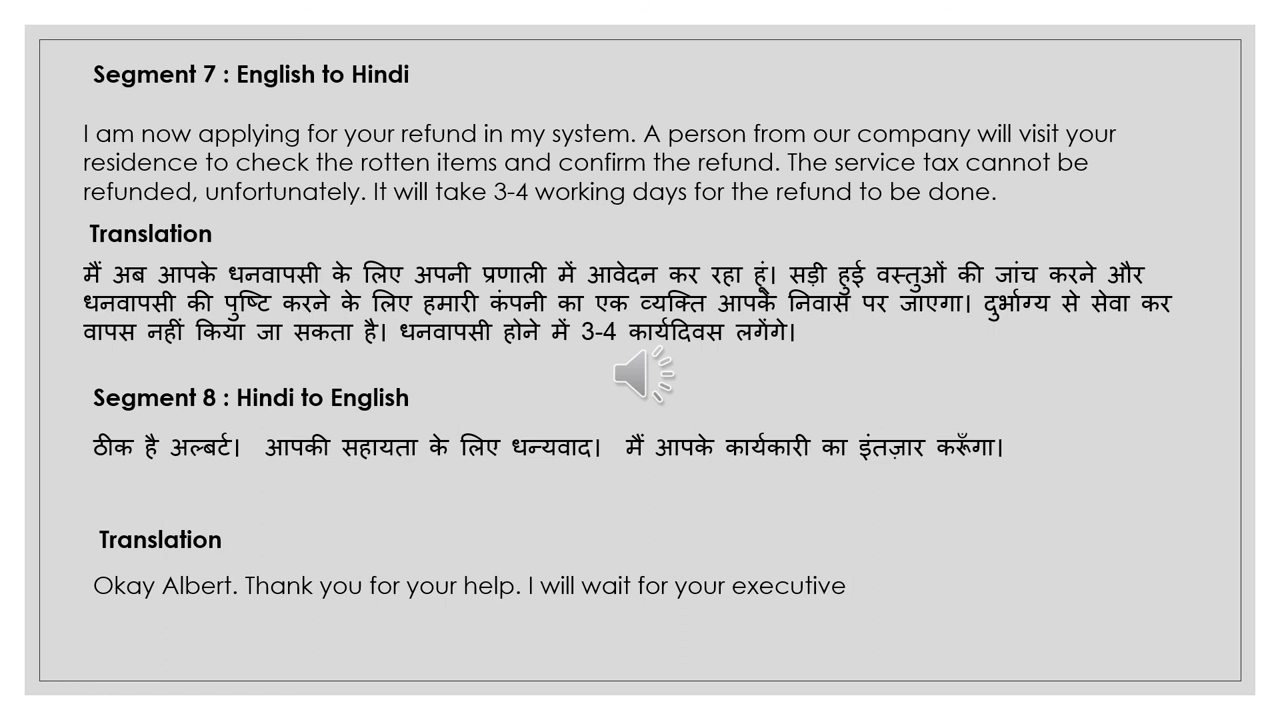 Segment 7 : English to Hindi
I am now applying for your refund in my system. A person from our company will visit your
residence to check the rotten items and confirm the refund. The service tax cannot be
refunded, unfortunately. It will take 3-4 working days for the refund to be done.
Translation
मैं अब आपके धनवापसी के लिए अपनी प्रणाली में आवेदन कर रहा हूं। सड़ी हुई वस्तुओं की जांच करने और
धनवापसी की पुष्टि करने के लिए हमारी कंपनी का एक व्यक्ति आपके निवास पर जाएगा। दुर्भाग्य से सेवा कर
वापस नहीं किया जा सकता है। धनवापसी होने में 3-4 कार्यदिवस लगेंगे।
Segment 8 : Hindi to English
ठीक है अल्बर्ट। आपकी सहायता के लिए धन्यवाद। मैं आपके कार्यकारी का इंतज़ार करूँगा।
Translation
Okay Albert. Thank you for your help. I will wait for your executive